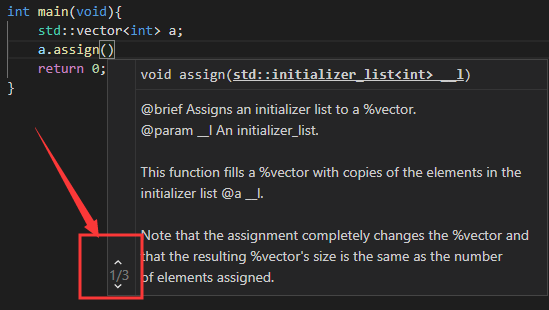 int main(void){
std::vector<int> a;
a.assign()
return 0;
}
void assign(std::initializer_list<int> __l)
@brief Assigns an initializer list to a %vector.
@param __l An initializer_list.
This function fills a %vector with copies of the elements in the
initializer list @a __l.
Note that the assignment completely changes the %vector and
that the resulting %vector's size is the same as the number
of elements assigned.
1/3